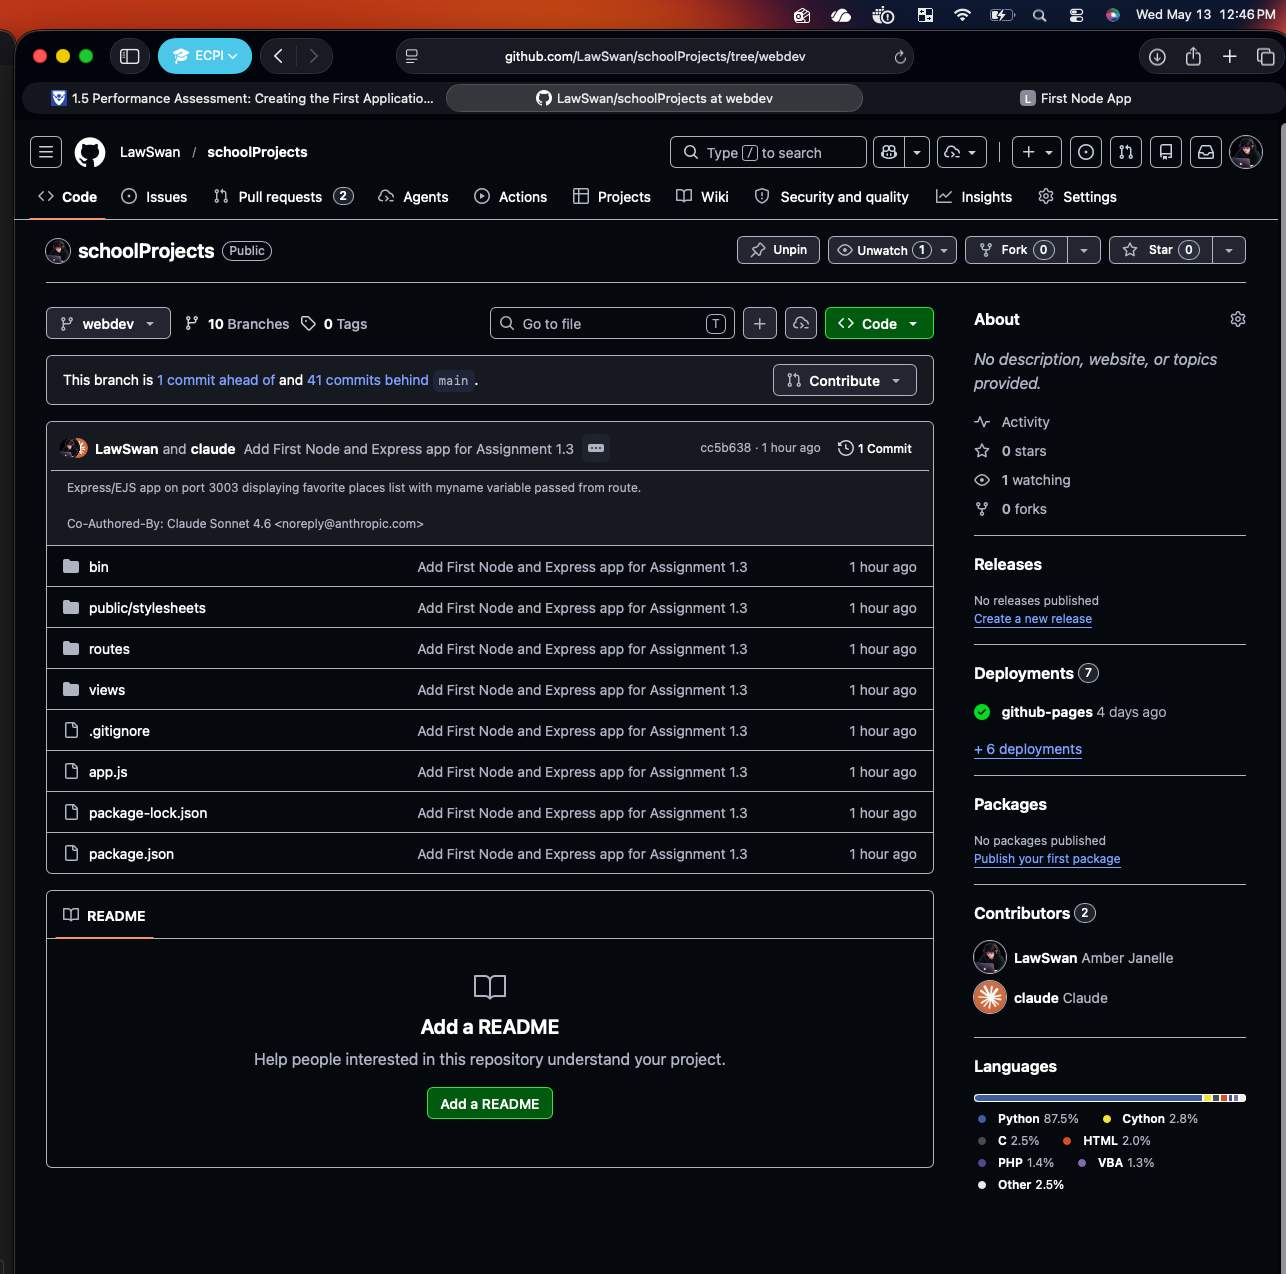 Wed May 13 12:46 PM
ECPI
github.com/LawSwan/schoolProjects/tree/webdev
1.5 Performance Assessment: Creating the First Applicatio...
LawSwan/schoolProjects at webdev
L First Node App
LawSwan / schoolProjects
Type / to search
Code
Issues
Pull requests 2
Agents
Actions
Projects
Wiki
Security and quality
Insights
Settings
schoolProjects Public
Unpin
Unwatch 1
Fork 0
Star 0
webdev
10 Branches
0 Tags
Go to file T
Code
This branch is 1 commit ahead of and 41 commits behind main .
Contribute
LawSwan and claude Add First Node and Express app for Assignment 1.3
cc5b638 · 1 hour ago
1 Commit
Express/EJS app on port 3003 displaying favorite places list with myname variable passed from route.
Co-Authored-By: Claude Sonnet 4.6 <noreply@anthropic.com>
bin Add First Node and Express app for Assignment 1.3 1 hour ago
public/stylesheets Add First Node and Express app for Assignment 1.3 1 hour ago
routes Add First Node and Express app for Assignment 1.3 1 hour ago
views Add First Node and Express app for Assignment 1.3 1 hour ago
.gitignore Add First Node and Express app for Assignment 1.3 1 hour ago
app.js Add First Node and Express app for Assignment 1.3 1 hour ago
package-lock.json Add First Node and Express app for Assignment 1.3 1 hour ago
package.json Add First Node and Express app for Assignment 1.3 1 hour ago
README
Add a README
Help people interested in this repository understand your project.
Add a README
About
No description, website, or topics
provided.
Activity
0 stars
1 watching
0 forks
Releases
No releases published
Create a new release
Deployments 7
github-pages 4 days ago
+ 6 deployments
Packages
No packages published
Publish your first package
Contributors 2
LawSwan Amber Janelle
claude Claude
Languages
Python 87.5%
Cython 2.8%
C 2.5%
HTML 2.0%
PHP 1.4%
VBA 1.3%
Other 2.5%